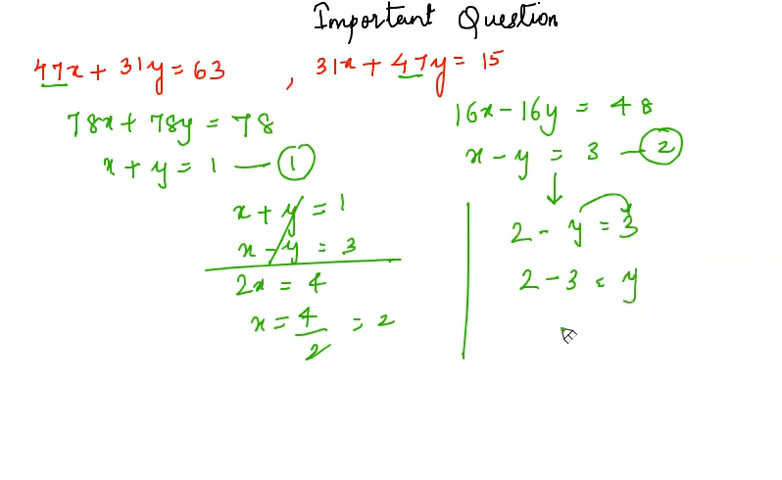 Important Question
47x + 31y = 63 , 31x + 47y = 15
78x + 78y = 78
x + y = 1 — ①
16x - 16y = 48
x - y = 3 — ②
x + y = 1
x - y = 3
2x = 4
x = 4/2 = 2
2 - y = 3
2 - 3 = y